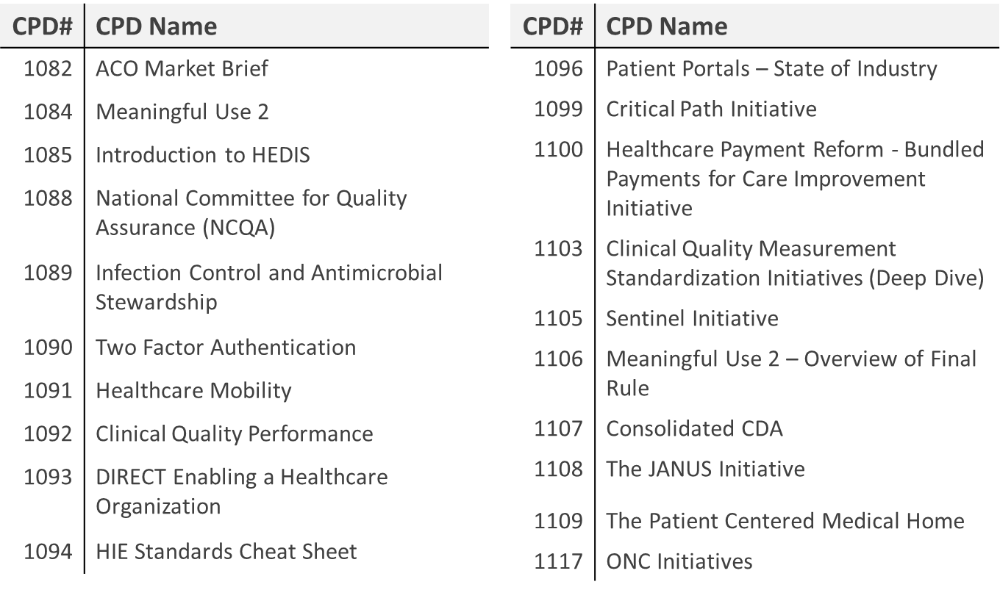 CPD# CPD Name
1082 ACO Market Brief
1084 Meaningful Use 2
1085 Introduction to HEDIS
1088 National Committee for Quality
Assurance (NCQA)
1089 Infection Control and Antimicrobial
Stewardship
1090 Two Factor Authentication
1091 Healthcare Mobility
1092 Clinical Quality Performance
1093 DIRECT Enabling a Healthcare
Organization
1094 HIE Standards Cheat Sheet
CPD# CPD Name
1096 Patient Portals – State of Industry
1099 Critical Path Initiative
1100 Healthcare Payment Reform - Bundled
Payments for Care Improvement
Initiative
1103 Clinical Quality Measurement
Standardization Initiatives (Deep Dive)
1105 Sentinel Initiative
1106 Meaningful Use 2 – Overview of Final
Rule
1107 Consolidated CDA
1108 The JANUS Initiative
1109 The Patient Centered Medical Home
1117 ONC Initiatives